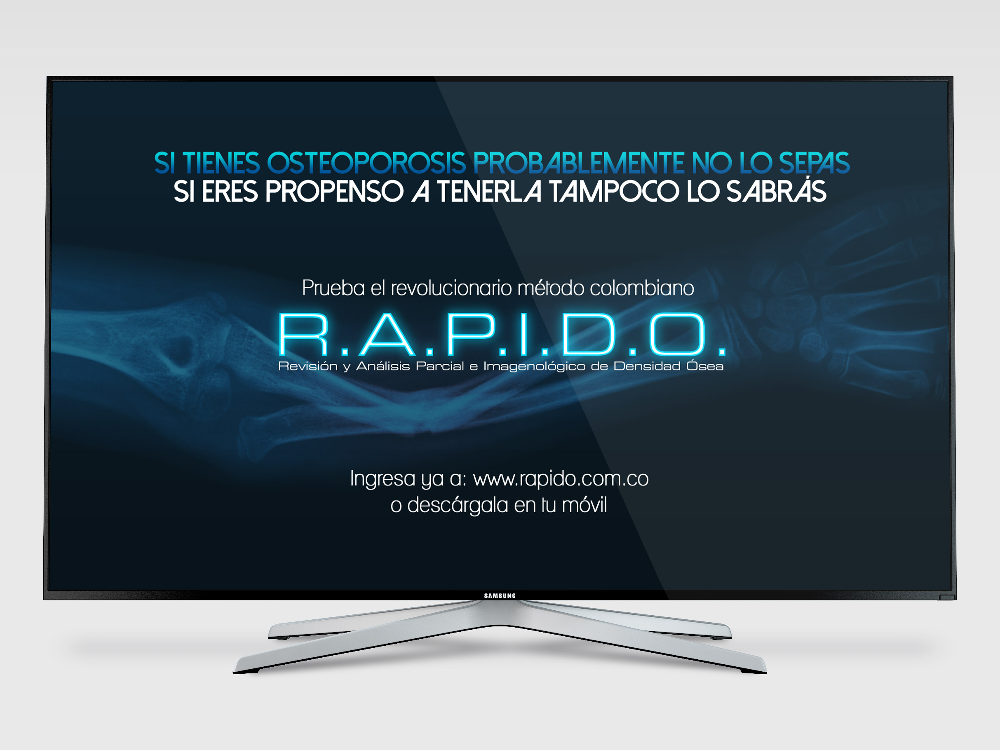 SI TIENES OSTEOPOROSIS PROBABLEMENTE NO LO SEPAS
SI ERES PROPENSO A TENERLA TAMPOCO LO SABRÁS
Prueba el revolucionario método colombiano
R.A.P.I.D.O.
Revisión y Análisis Parcial e Imagenológico de Densidad Ósea
Ingresa ya a: www.rapido.com.co
o descárgala en tu móvil
SAMSUNG